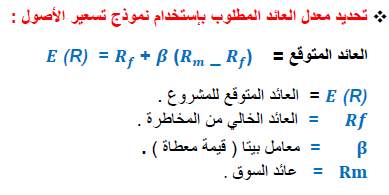 ❖ تحديد معدل العائد المطلوب بإستخدام نموذج تسعير الأصول :
العائد المتوقع = E (R) = Rf + β (Rm _ Rf)
E (R) = العائد المتوقع للمشروع .
Rf = العائد الخالي من المخاطرة .
β = معامل بيتا ( قيمة معطاة ) .
Rm = عائد السوق .